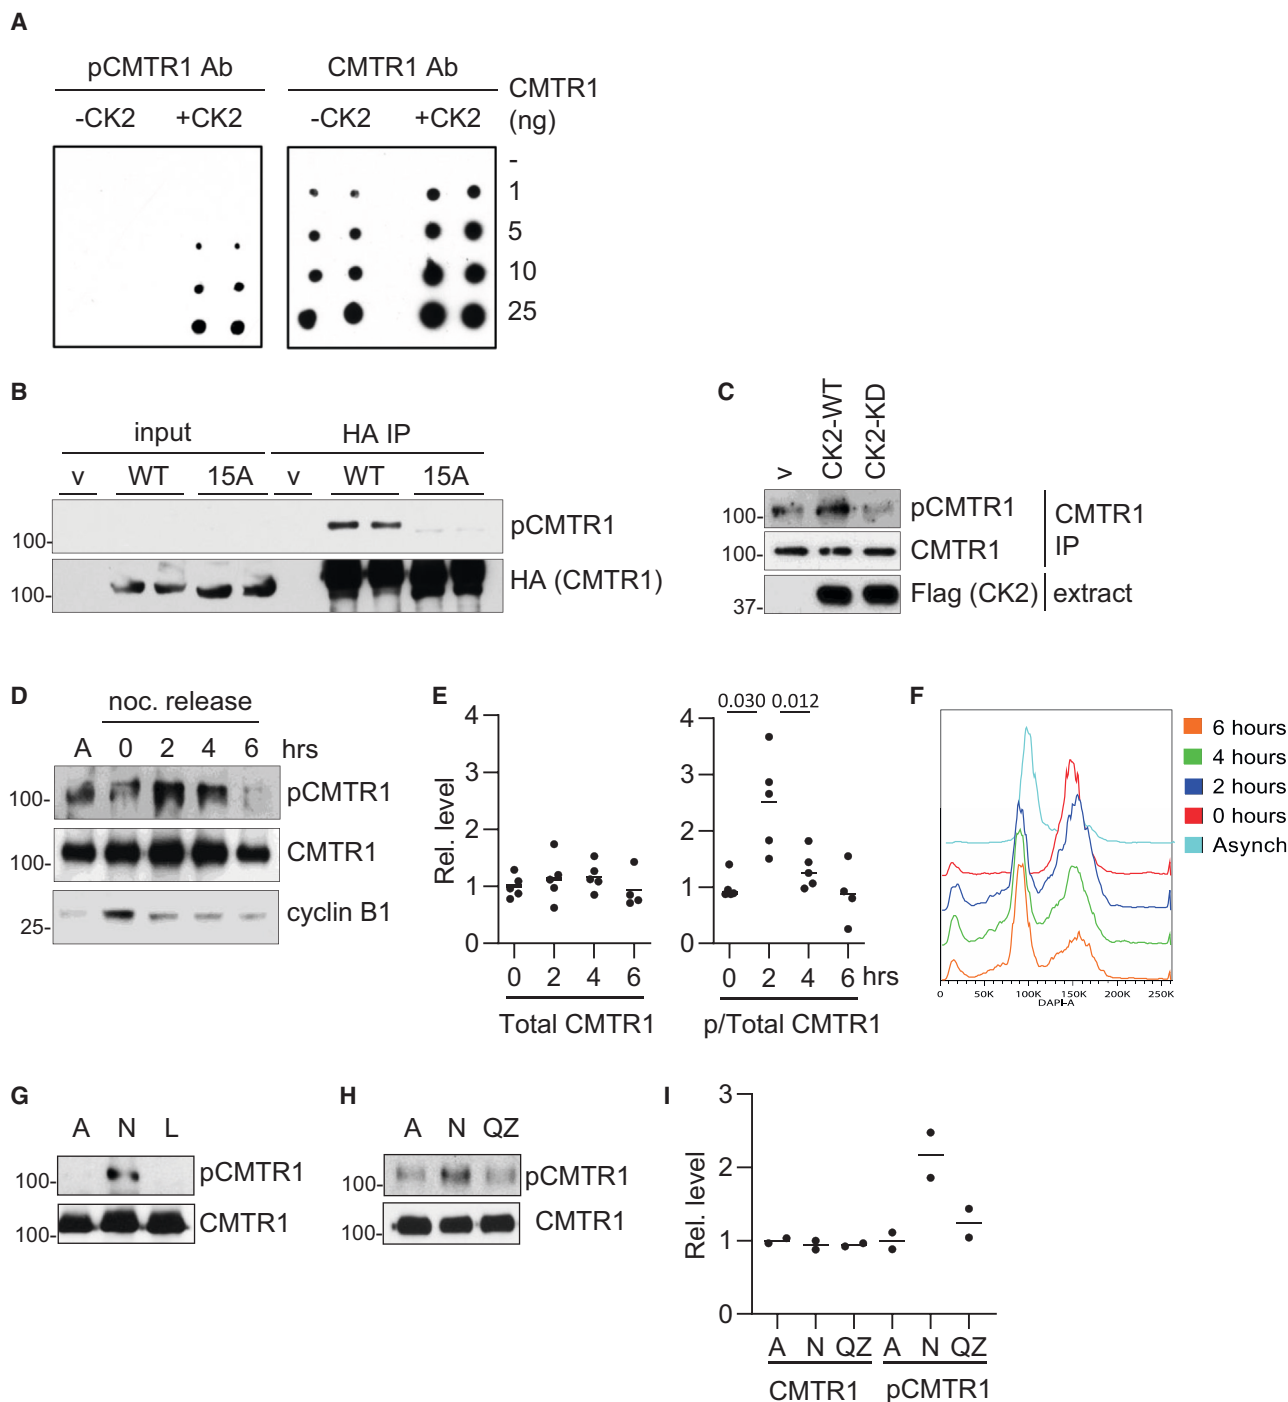 A
pCMTR1 Ab
CMTR1 Ab
CMTR1
(ng)
-CK2
+CK2
-CK2
+CK2
-
1
5
10
25
B
input
HA IP
v
WT
15A
v
WT
15A
100-
pCMTR1
100-
HA (CMTR1)
C
v
CK2-WT
CK2-KD
100-
pCMTR1
100-
CMTR1
CMTR1
IP
37-
Flag (CK2)
extract
D
noc. release
A
0
2
4
6
hrs
100-
pCMTR1
100-
CMTR1
25-
cyclin B1
E
Rel. level
4
3
2
1
0
0
2
4
6
Total CMTR1
0.030
0.012
4
3
2
1
0
0
2
4
6
hrs
p/Total CMTR1
F
6 hours
4 hours
2 hours
0 hours
Asynch
0
50K
100K
150K
200K
250K
DAPI-A
G
A
N
L
100-
pCMTR1
100-
CMTR1
H
A
N
QZ
100-
pCMTR1
100-
CMTR1
I
Rel. level
3
2
1
0
A
N
QZ
A
N
QZ
CMTR1
pCMTR1